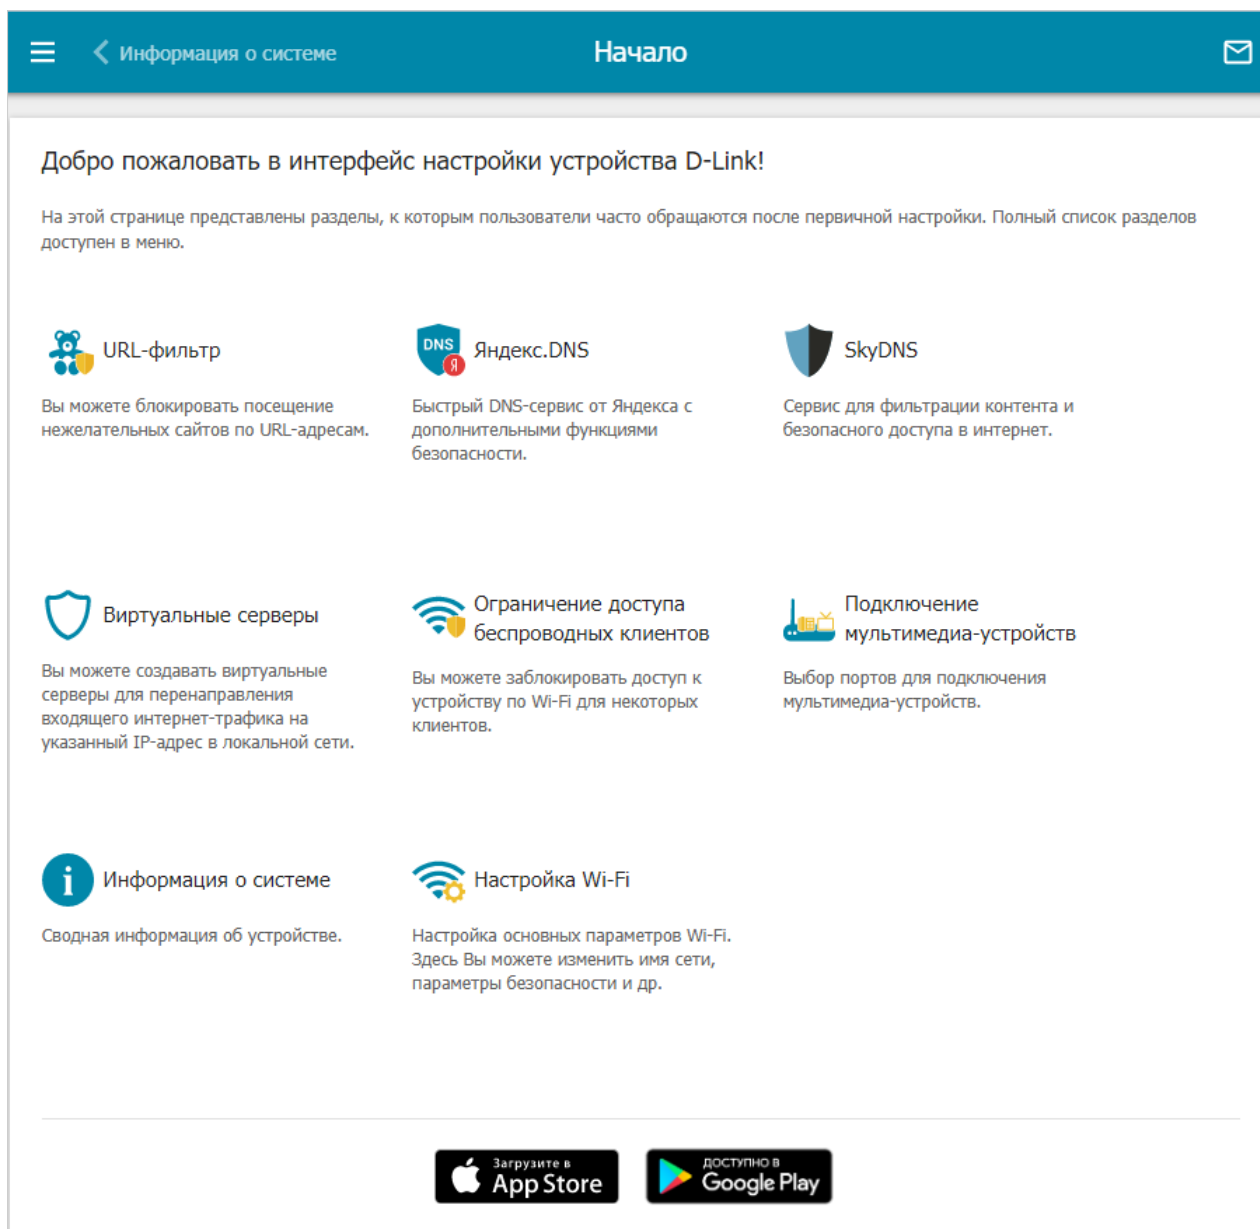 Информация о системе
Начало
Добро пожаловать в интерфейс настройки устройства D-Link!
На этой странице представлены разделы, к которым пользователи часто обращаются после первичной настройки. Полный список разделов
доступен в меню.
URL-фильтр
Вы можете блокировать посещение
нежелательных сайтов по URL-адресам.
DNS
Я
Яндекс.DNS
Быстрый DNS-сервис от Яндекса с
дополнительными функциями
безопасности.
SkyDNS
Сервис для фильтрации контента и
безопасного доступа в интернет.
Виртуальные серверы
Вы можете создавать виртуальные
серверы для перенаправления
входящего интернет-трафика на
указанный IP-адрес в локальной сети.
Ограничение доступа
беспроводных клиентов
Вы можете заблокировать доступ к
устройству по Wi-Fi для некоторых
клиентов.
Подключение
мультимедиа-устройств
Выбор портов для подключения
мультимедиа-устройств.
i
Информация о системе
Сводная информация об устройстве.
Настройка Wi-Fi
Настройка основных параметров Wi-Fi.
Здесь Вы можете изменить имя сети,
параметры безопасности и др.
Загрузите в
App Store
ДОСТУПНО В
Google Play